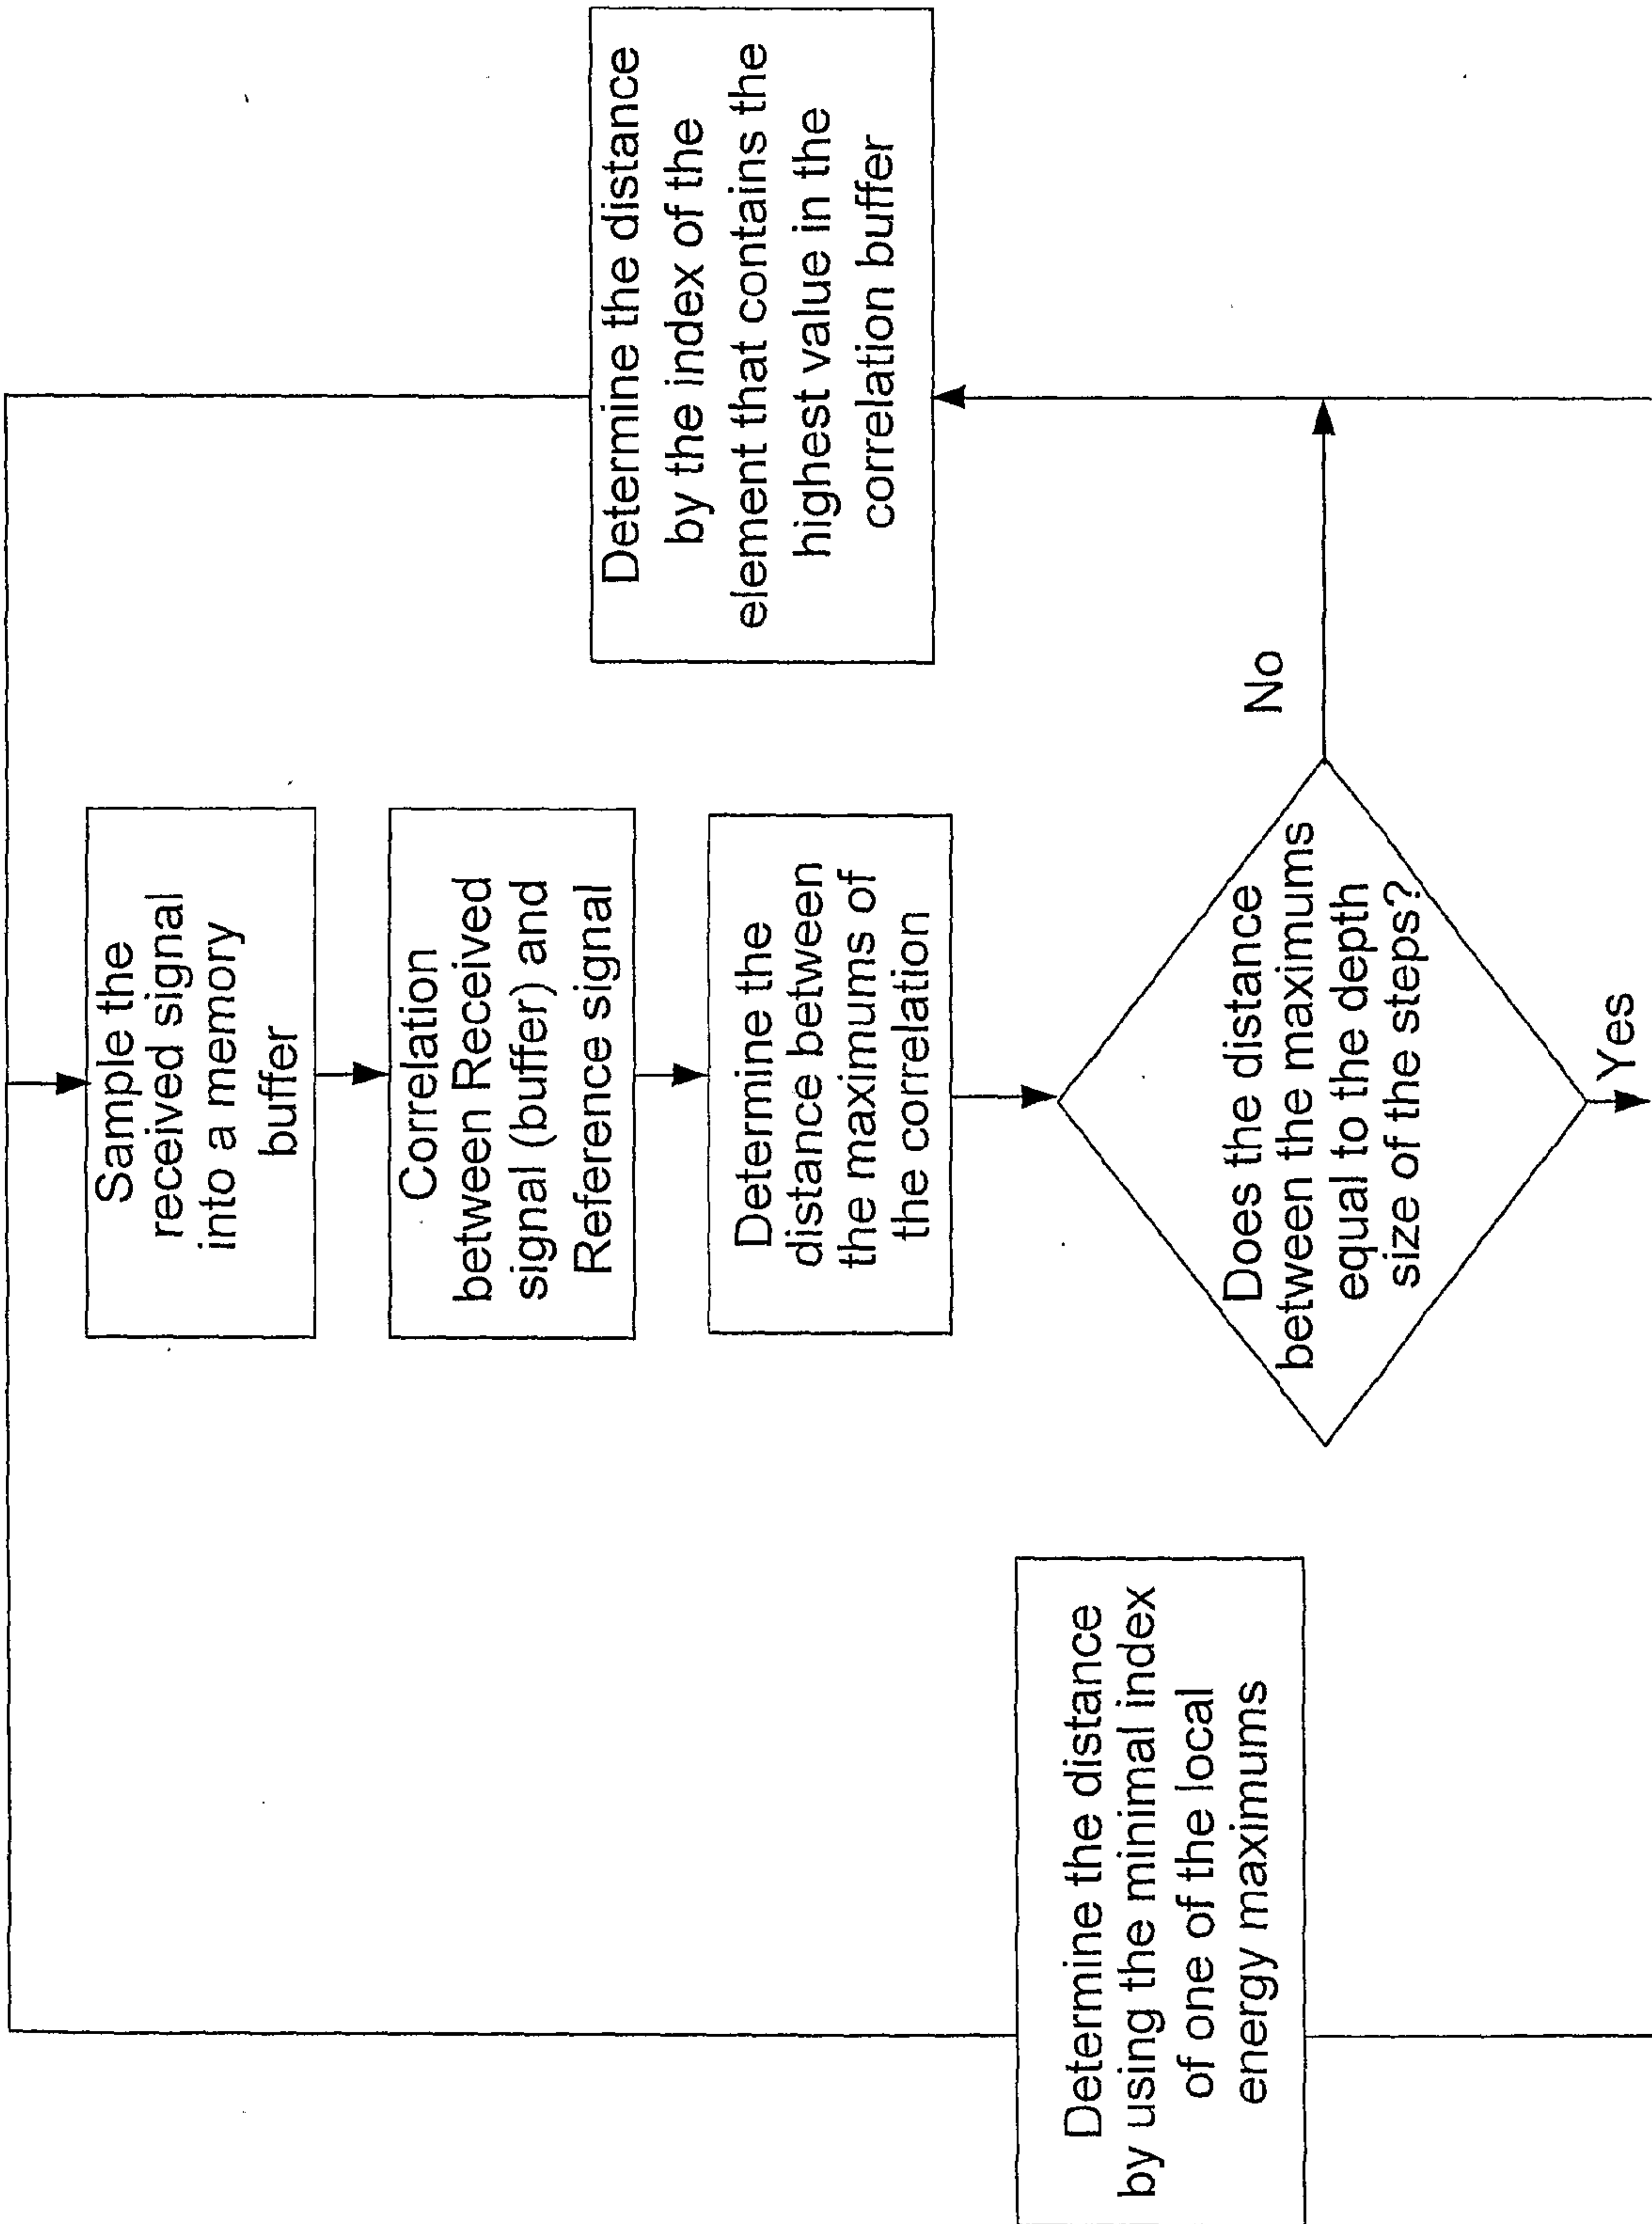 Sample the
received signal
into a memory
buffer
Correlation
between Received
signal (buffer) and
Reference signal
Determine the
distance between
the maximums of
the correlation
Does the distance
between the maximums
equal to the depth
size of the steps?
No
Yes
Determine the distance
by the index of the
element that contains the
highest value in the
correlation buffer
Determine the distance
by using the minimal index
of one of the local
energy maximums